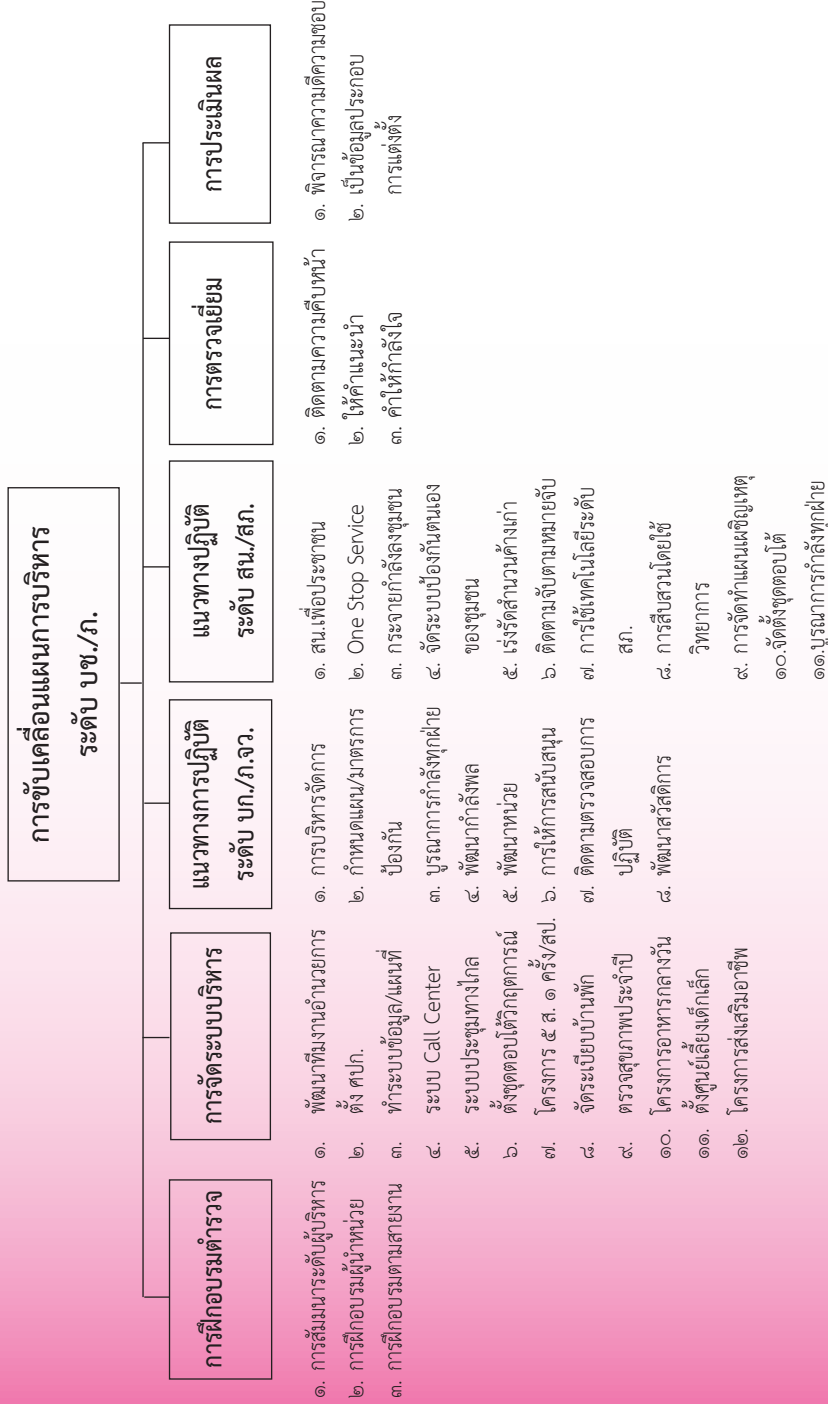 การขับเคลื่อนแผนการบริหาร
ระดับ บช./ภ.
การฝึกอบรมตำรวจ
๑. การสัมมนาระดับผู้บริหาร
๒. การฝึกอบรมผู้นำหน่วย
๓. การฝึกอบรมตามสายงาน
การจัดระบบบริหาร
๑. พัฒนาทีมงานอำนวยการ
๒. ตั้ง ศปก.
๓. ทำระบบข้อมูล/แผนที่
๔. ระบบ Call Center
๕. ระบบประชุมทางไกล
๖. ตั้งชุดตอบโต้วิกฤตการณ์
๗. โครงการ ๕ ส. ๑ ครั้ง/สป.
๘. จัดระเบียบบ้านพัก
๙. ตรวจสุขภาพประจำปี
๑๐. โครงการอาหารกลางวัน
๑๑. ตั้งศูนย์เลี้ยงเด็กเล็ก
๑๒. โครงการส่งเสริมอาชีพ
แนวทางการปฏิบัติ
ระดับ บก./ภ.จว.
๑. การบริหารจัดการ
๒. กำหนดแผน/มาตรการ
ป้องกัน
๓. บูรณาการกำลังทุกฝ่าย
๔. พัฒนากำลังพล
๕. พัฒนาหน่วย
๖. การให้การสนับสนุน
๗. ติดตามตรวจสอบการ
ปฏิบัติ
๘. พัฒนาสวัสดิการ
แนวทางปฏิบัติ
ระดับ สน./สภ.
๑. สน.เพื่อประชาชน
๒. One Stop Service
๓. กระจายกำลังลงชุมชน
๔. จัดระบบป้องกันตนเอง
ของชุมชน
๕. เร่งรัดสำนวนค้างเก่า
๖. ติดตามจับตามหมายจับ
๗. การใช้เทคโนโลยีระดับ
สภ.
๘. การสืบสวนโดยใช้
วิทยาการ
๙. การจัดทำแผนเผชิญเหตุ
๑๐.จัดตั้งชุดตอบโต้
๑๑.บูรณาการกำลังทุกฝ่าย
การตรวจเยี่ยม
๑. ติดตามความคืบหน้า
๒. ให้คำแนะนำ
๓. คำให้กำลังใจ
การประเมินผล
๑. พิจารณาความดีความชอบ
๒. เป็นข้อมูลประกอบ
การแต่งตั้ง